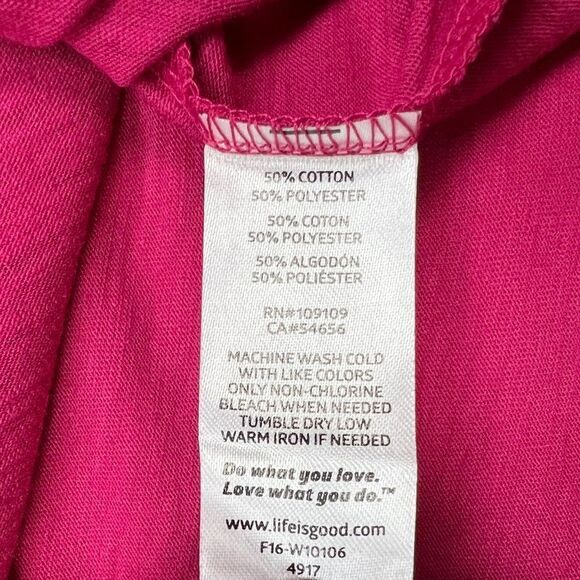 50% COTTON
50% POLYESTER
50% COTON
50% POLYESTER
50% ALGODÓN
50% POLIÉSTER
RN#109109
CA#54656
MACHINE WASH COLD
WITH LIKE COLORS
ONLY NON-CHLORINE
BLEACH WHEN NEEDED
TUMBLE DRY LOW
WARM IRON IF NEEDED
Do what you love.
Love what you do.™
www.lifeisgood.com
F16-W10106
4917